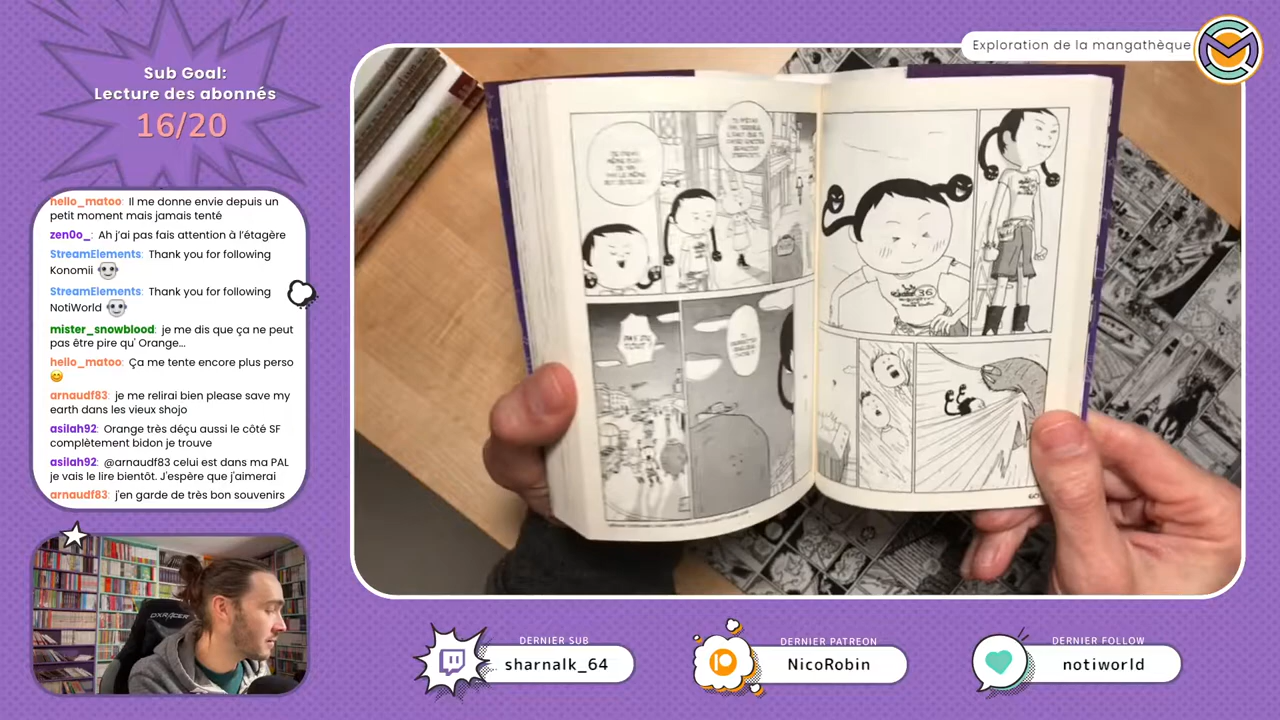 Sub Goal:
Lecture des abonnés
16/20
hello_matoo: Il me donne envie depuis un
petit moment mais jamais tenté
zen0o_: Ah j'ai pas fais attention à l'étagère
StreamElements: Thank you for following
Konomii
StreamElements: Thank you for following
NotiWorld
mister_snowblood: je me dis que ça ne peut
pas être pire qu' Orange...
hello_matoo: Ça me tente encore plus perso
arnaudf83: je me relirai bien please save my
earth dans les vieux shojo
asilah92: Orange très déçu aussi le côté SF
complètement bidon je trouve
asilah92: @arnaudf83 celui est dans ma PAL
je vais le lire bientôt. J'espère que j'aimerai
arnaudf83: j'en garde de très bon souvenirs
Exploration de la mangathèque
36
DXRACER
DERNIER SUB
sharnalk_64
DERNIER PATREON
NicoRobin
DERNIER FOLLOW
notiworld